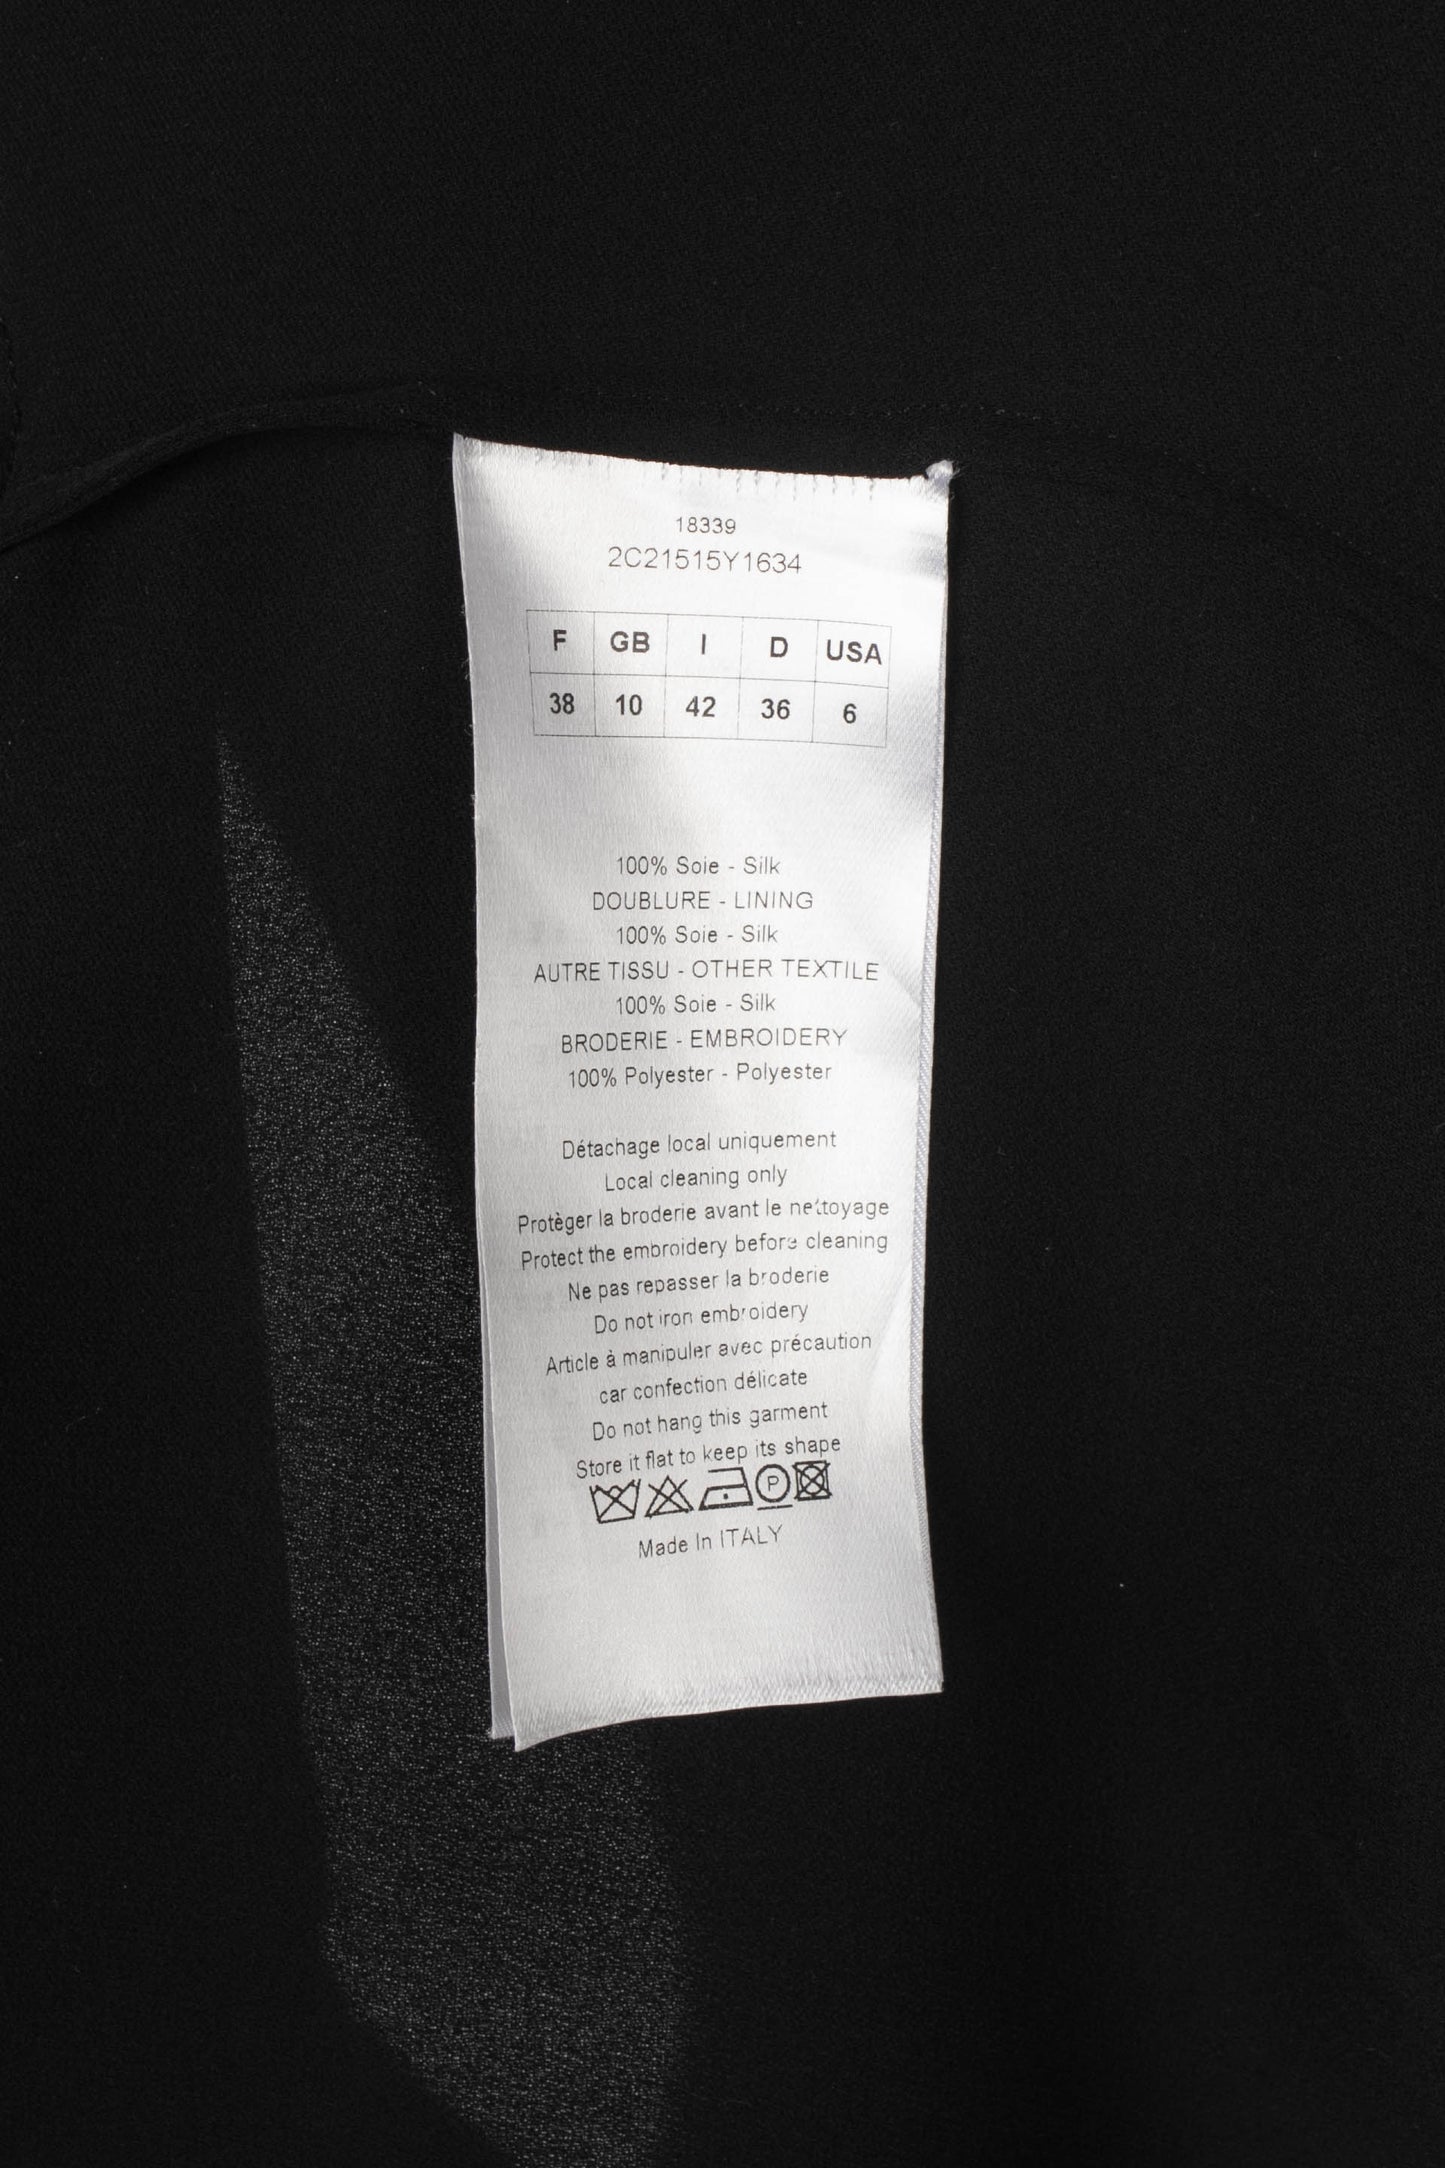 18339
2C21515Y1634
F GB I D USA
38 10 42 36 6
100% Soie - Silk
DOUBLURE - LINING
100% Soie - Silk
AUTRE TISSU - OTHER TEXTILE
100% Soie - Silk
BRODERIE - EMBROIDERY
100% Polyester - Polyester
Détachage local uniquement
Local cleaning only
Protèger la broderie avant le nettoyage
Protect the embroidery before cleaning
Ne pas repasser la broderie
Do not iron embroidery
Article à manipuler avec précaution
car confection délicate
Do not hang this garment
Store it flat to keep its shape
P
Made In ITALY